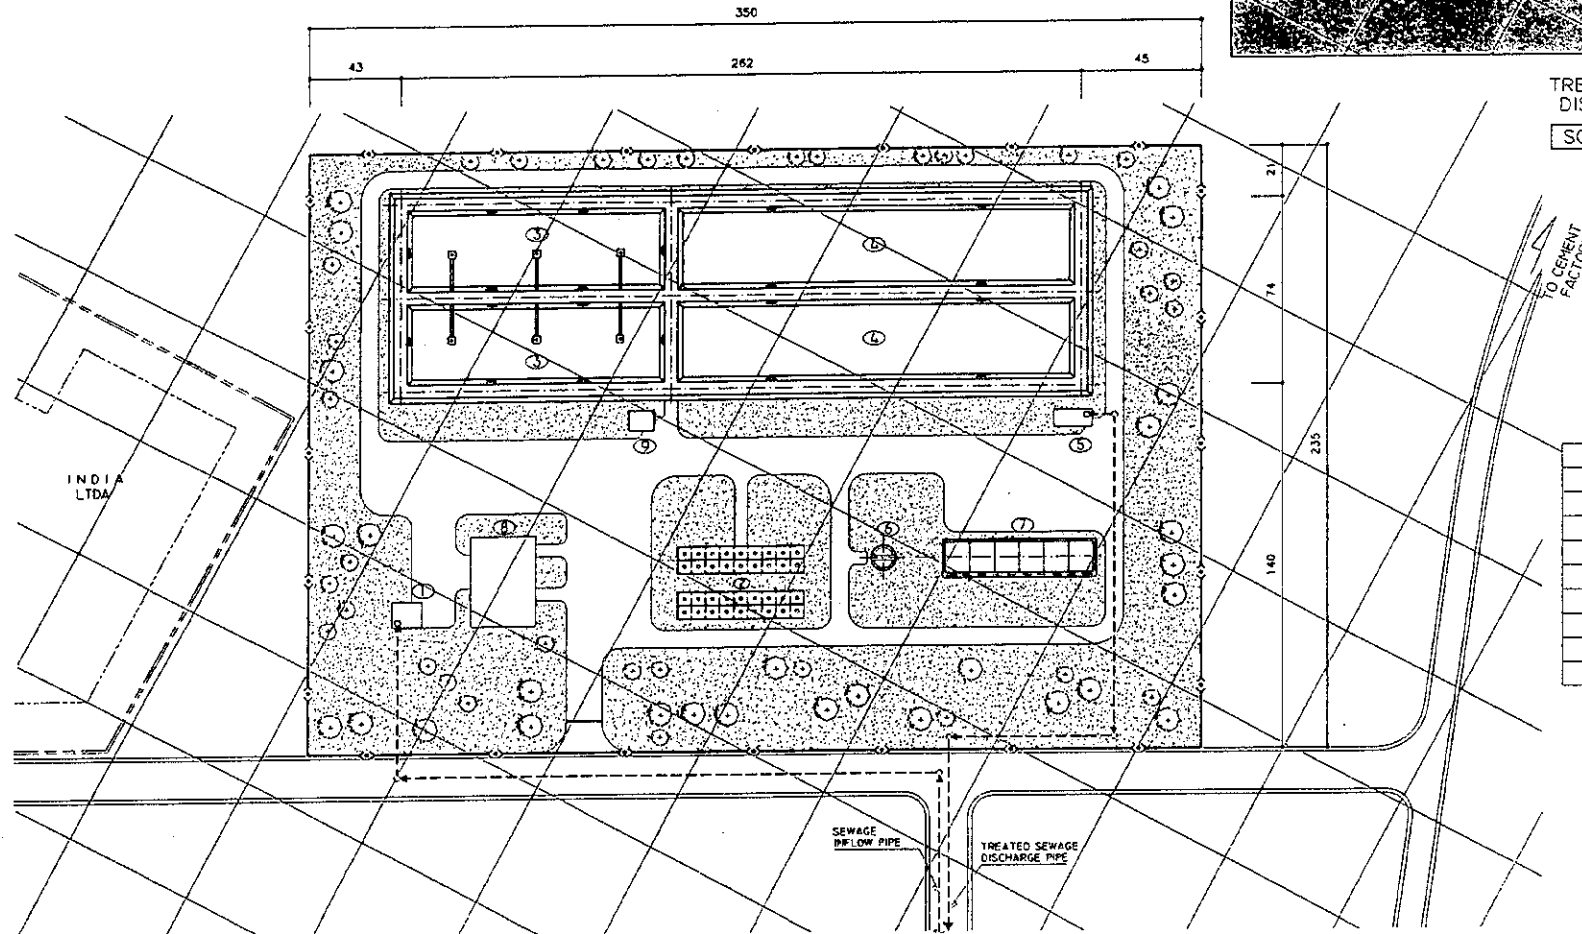 350
43
262
45
TRE
DIS
SC
21
3
4
TO CEMENT
FACTO
74
4
3
235
9
5
INDIA
LTDA
8
6
7
140
2
1
SEWAGE
INFLOW PIPE
TREATED SEWAGE
DISCHARGE PIPE